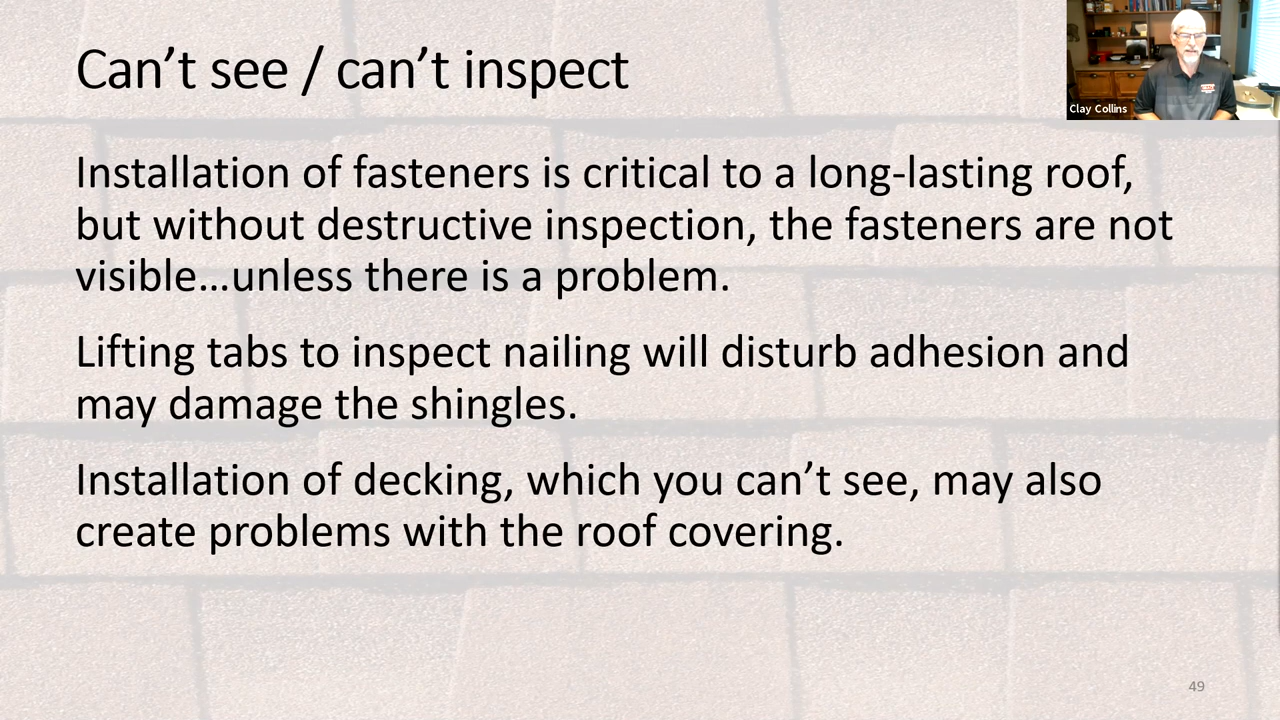 Can’t see / can’t inspect
Clay Collins
Installation of fasteners is critical to a long-lasting roof,
but without destructive inspection, the fasteners are not
visible…unless there is a problem.
Lifting tabs to inspect nailing will disturb adhesion and
may damage the shingles.
Installation of decking, which you can’t see, may also
create problems with the roof covering.
49